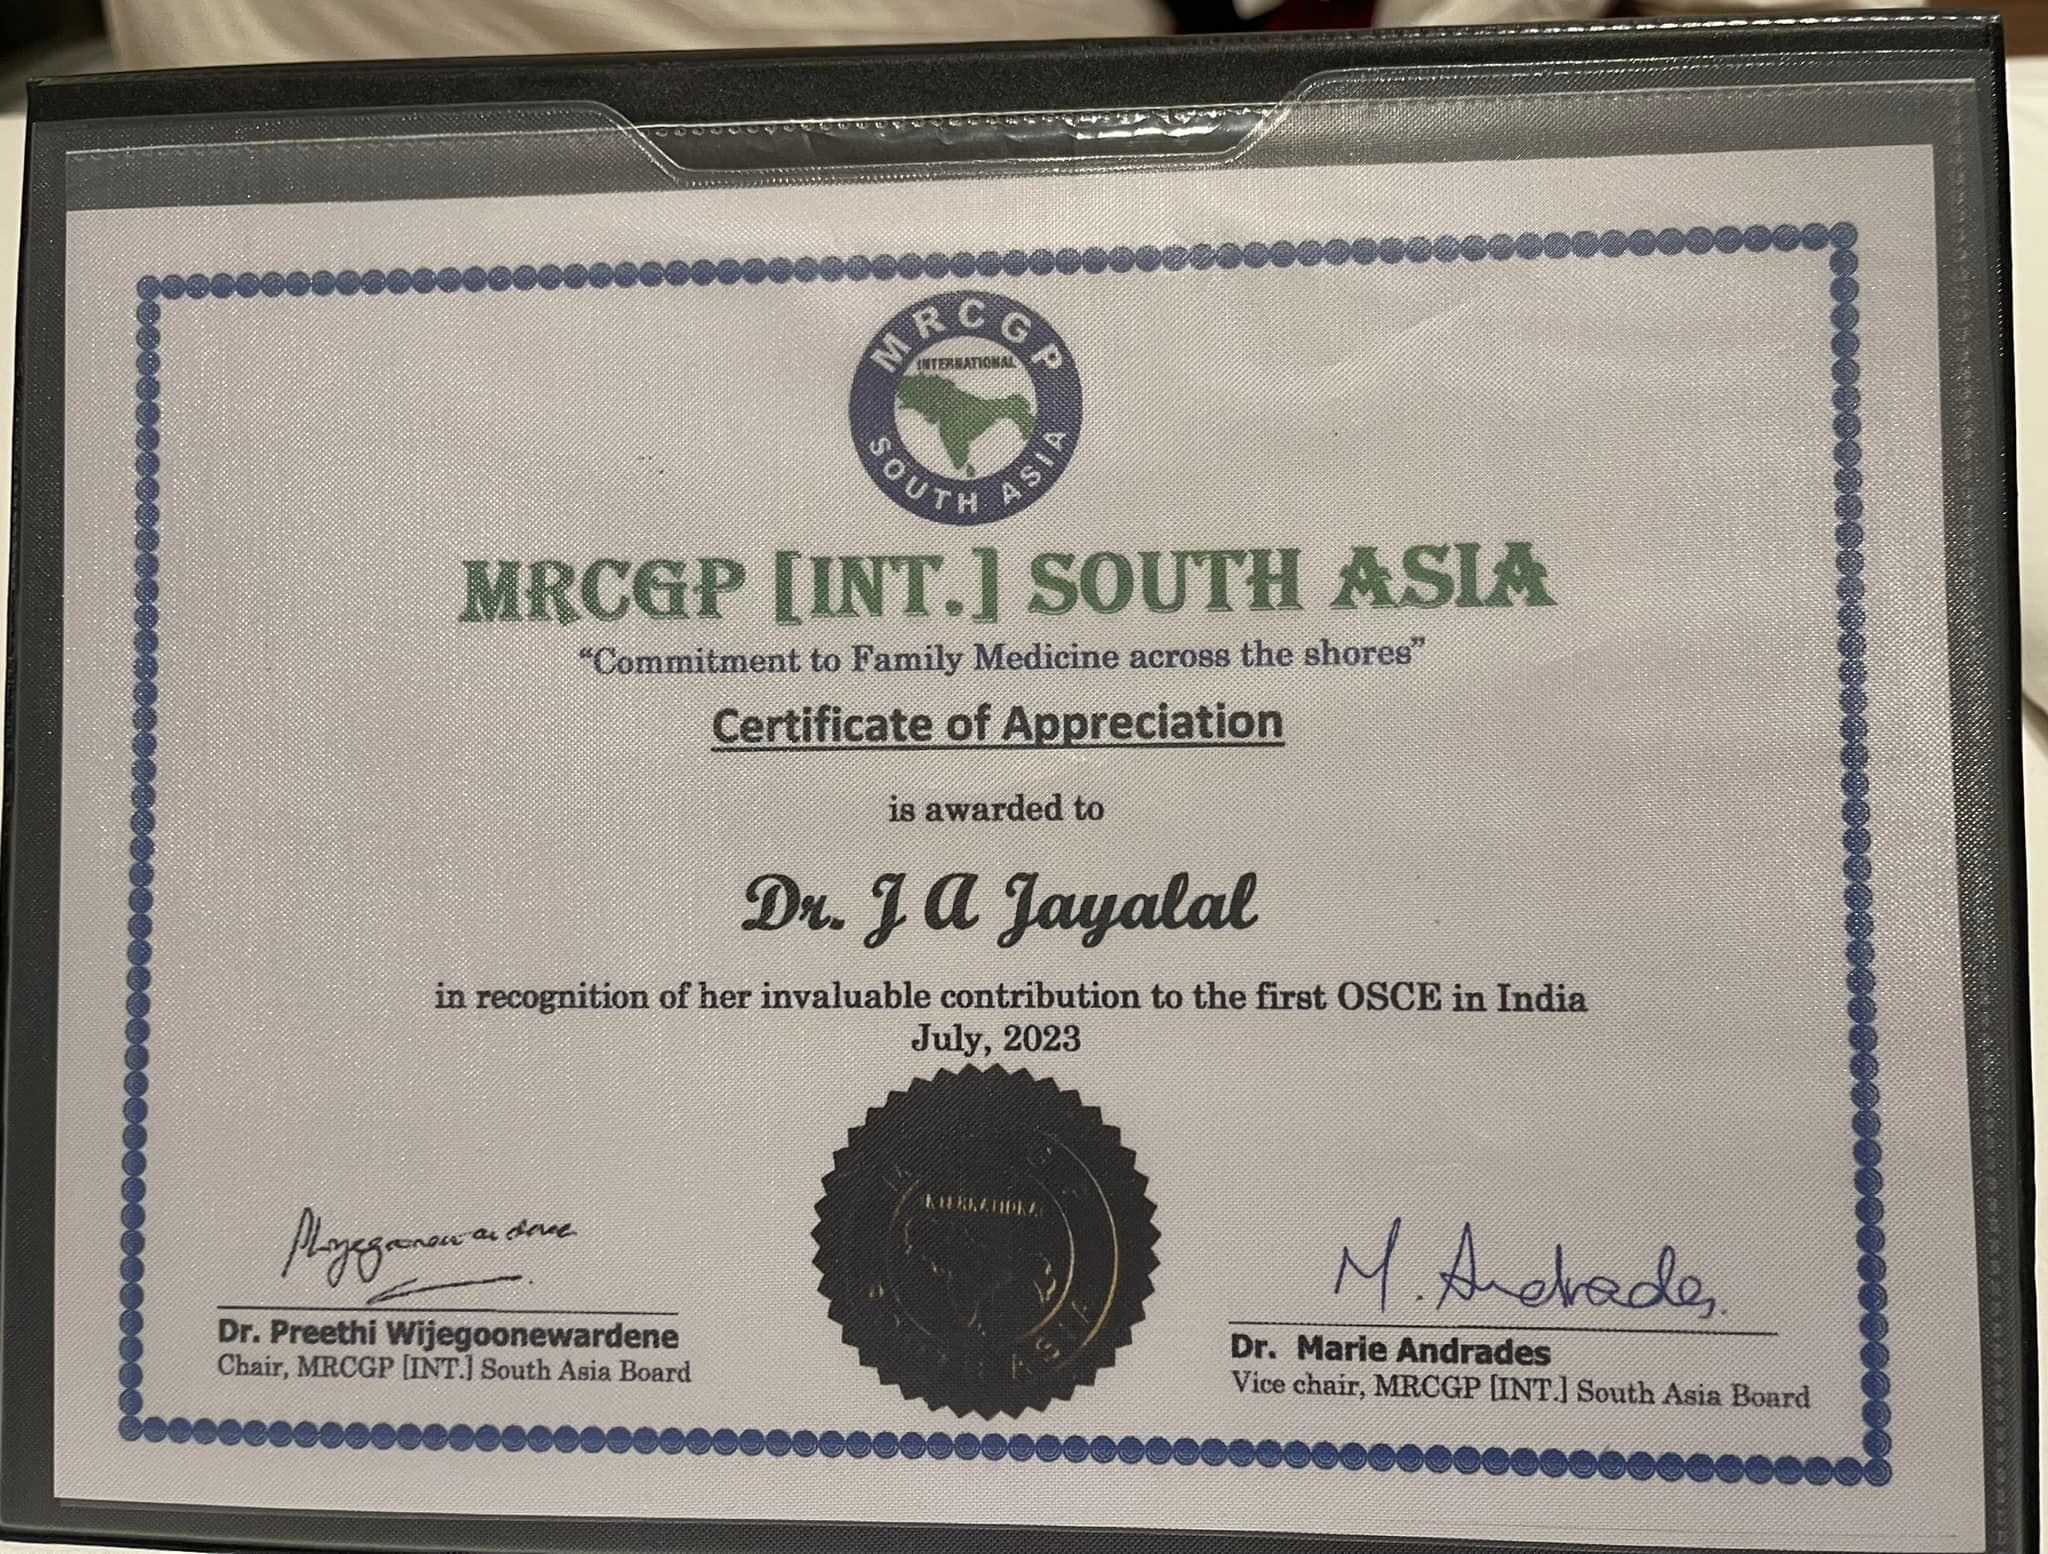 MRCGP
INTERNATIONAL
SOUTH ASIA
MRCGP [INT.] SOUTH ASIA
“Commitment to Family Medicine across the shores”
Certificate of Appreciation
is awarded to
Dr. J A Jayalal
in recognition of her invaluable contribution to the first OSCE in India
July, 2023
INTERNATIONAL
M. Andrades
Dr. Preethi Wijegoonewardene
Chair, MRCGP [INT.] South Asia Board
Dr. Marie Andrades
Vice chair, MRCGP [INT.] South Asia Board